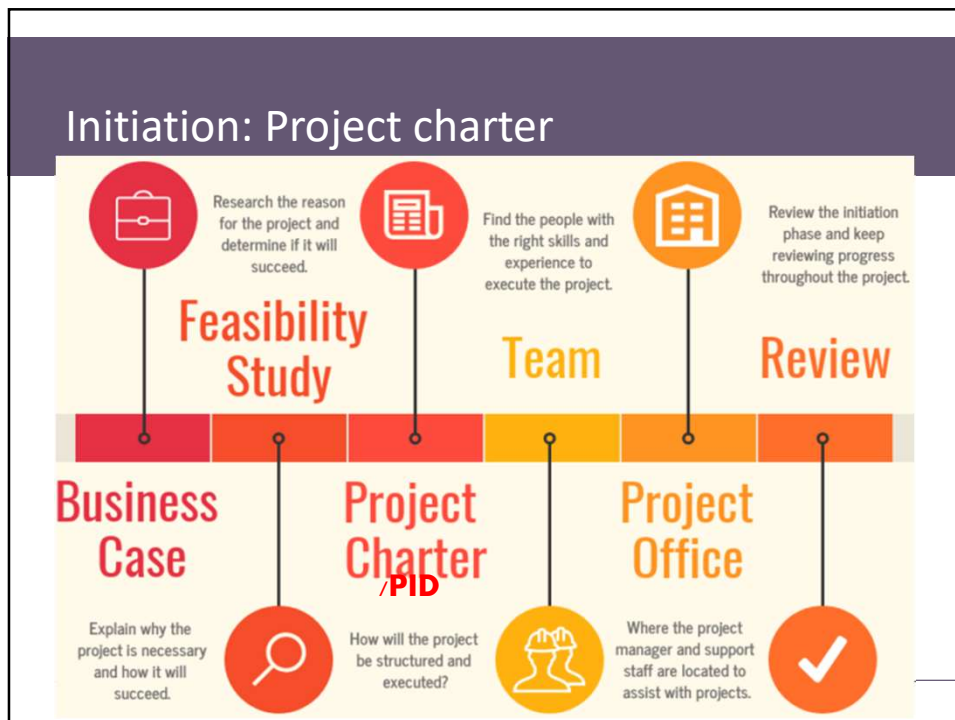 Initiation: Project charter
Research the reason
for the project and
determine if it will
succeed.
Find the people with
the right skills and
experience to
execute the project.
Review the initiation
phase and keep
reviewing progress
throughout the project.
Feasibility
Study
Team
Review
Business
Case
Project
Charter
/PID
Project
Office
Explain why the
project is necessary
and how it will
succeed.
How will the project
be structured and
executed?
Where the project
manager and support
staff are located to
assist with projects.